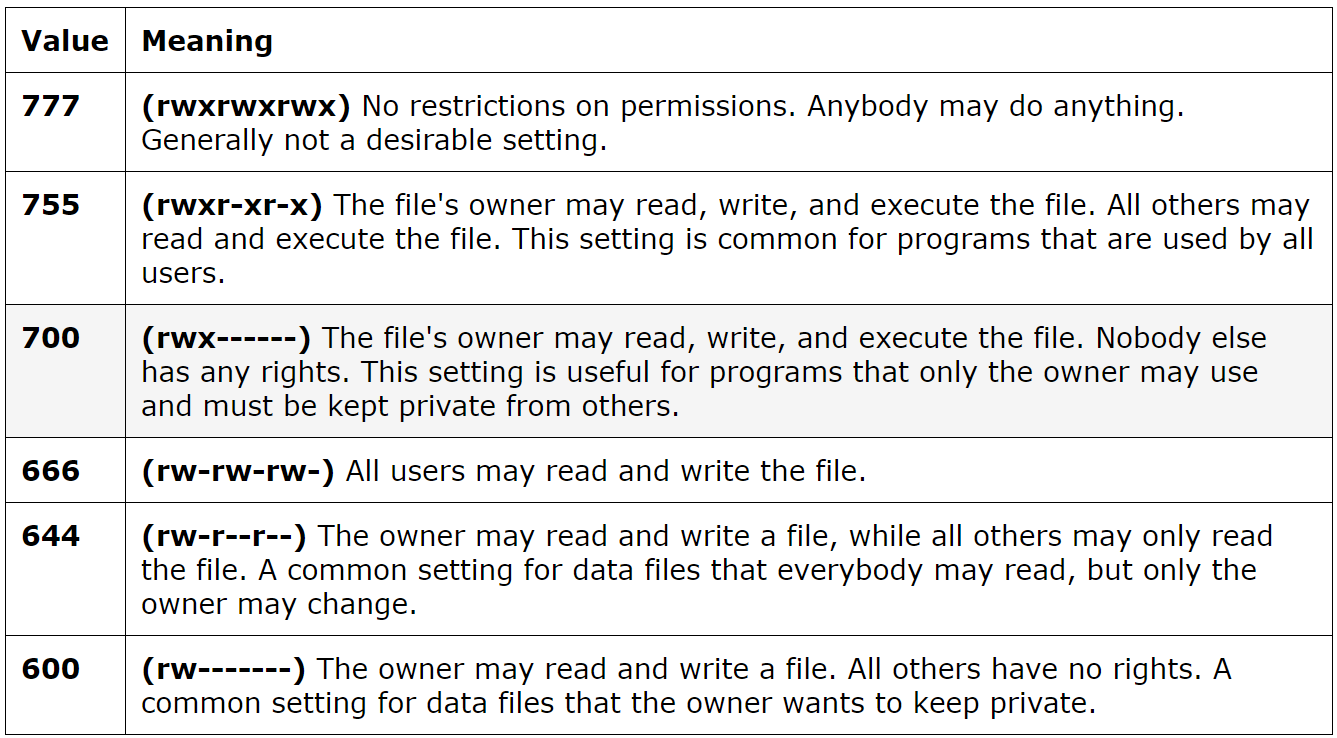 Value Meaning
777 (rwxrwxrwx) No restrictions on permissions. Anybody may do anything.
Generally not a desirable setting.
755 (rwxr-xr-x) The file's owner may read, write, and execute the file. All others may
read and execute the file. This setting is common for programs that are used by all
users.
700 (rwx------) The file's owner may read, write, and execute the file. Nobody else
has any rights. This setting is useful for programs that only the owner may use
and must be kept private from others.
666 (rw-rw-rw-) All users may read and write the file.
644 (rw-r--r--) The owner may read and write a file, while all others may only read
the file. A common setting for data files that everybody may read, but only the
owner may change.
600 (rw-------) The owner may read and write a file. All others have no rights. A
common setting for data files that the owner wants to keep private.